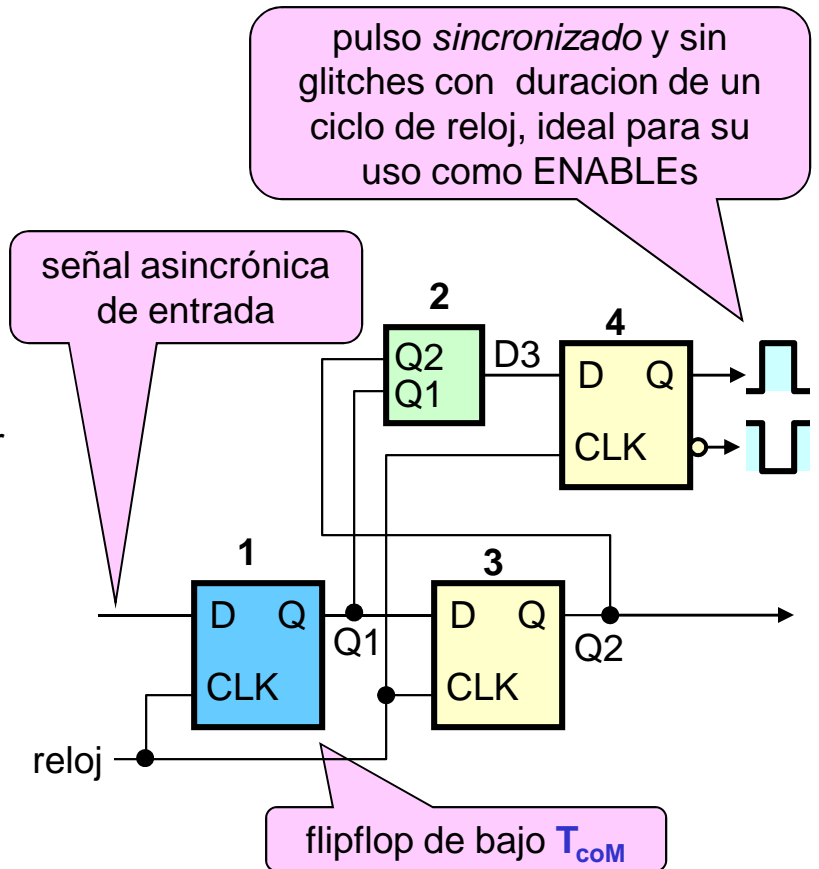 pulso sincronizado y sin
glitches con duracion de un
ciclo de reloj, ideal para su
uso como ENABLEs
señal asincrónica
de entrada
2
4
Q2
Q1
D3
D Q
CLK
1
3
D Q
CLK
Q1
D Q
CLK
Q2
reloj
flipflop de bajo TcoM